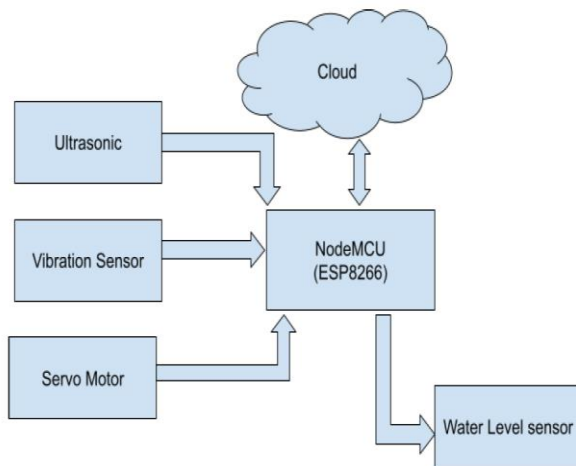 Cloud
Ultrasonic
NodeMCU
(ESP8266)
Vibration Sensor
Servo Motor
Water Level sensor